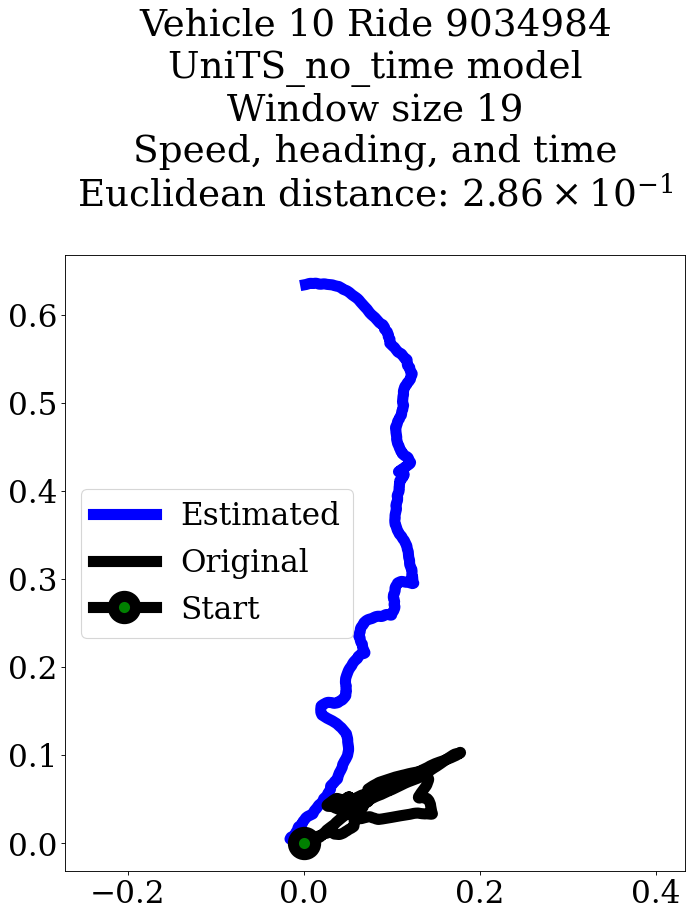 Vehicle 10 Ride 9034984
UniTS_no_time model
Window size 19
Speed, heading, and time
Euclidean distance: 2.86 × 10⁻¹
0.6
0.5
0.4
0.3
0.2
0.1
0.0
Estimated
Original
Start
−0.2 0.0 0.2 0.4